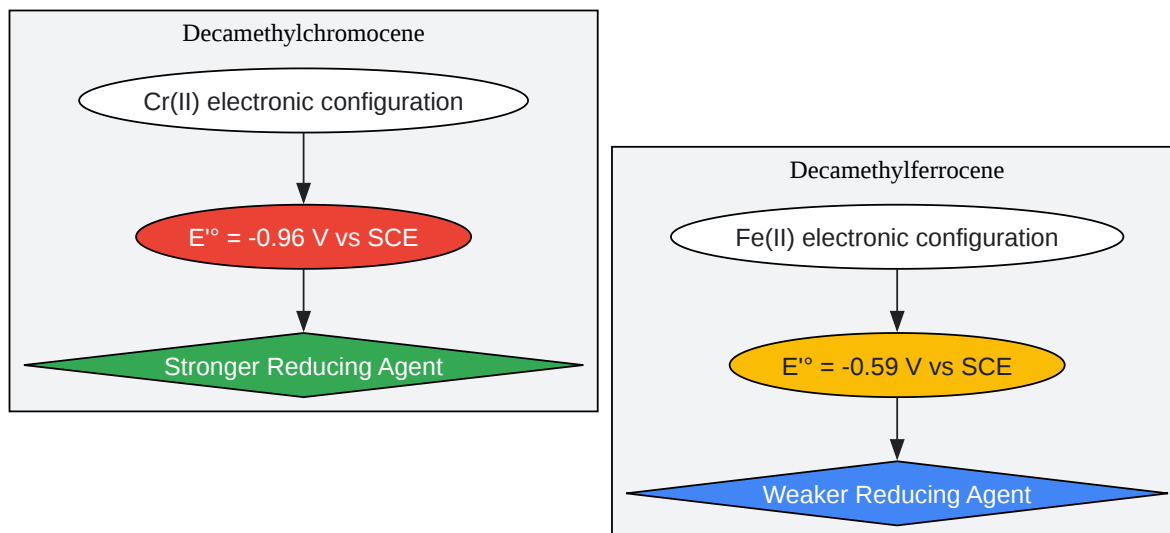 Decamethylchromocene
Cr(II) electronic configuration
E'° = -0.96 V vs SCE
Stronger Reducing Agent
Decamethylferrocene
Fe(II) electronic configuration
E'° = -0.59 V vs SCE
Weaker Reducing Agent